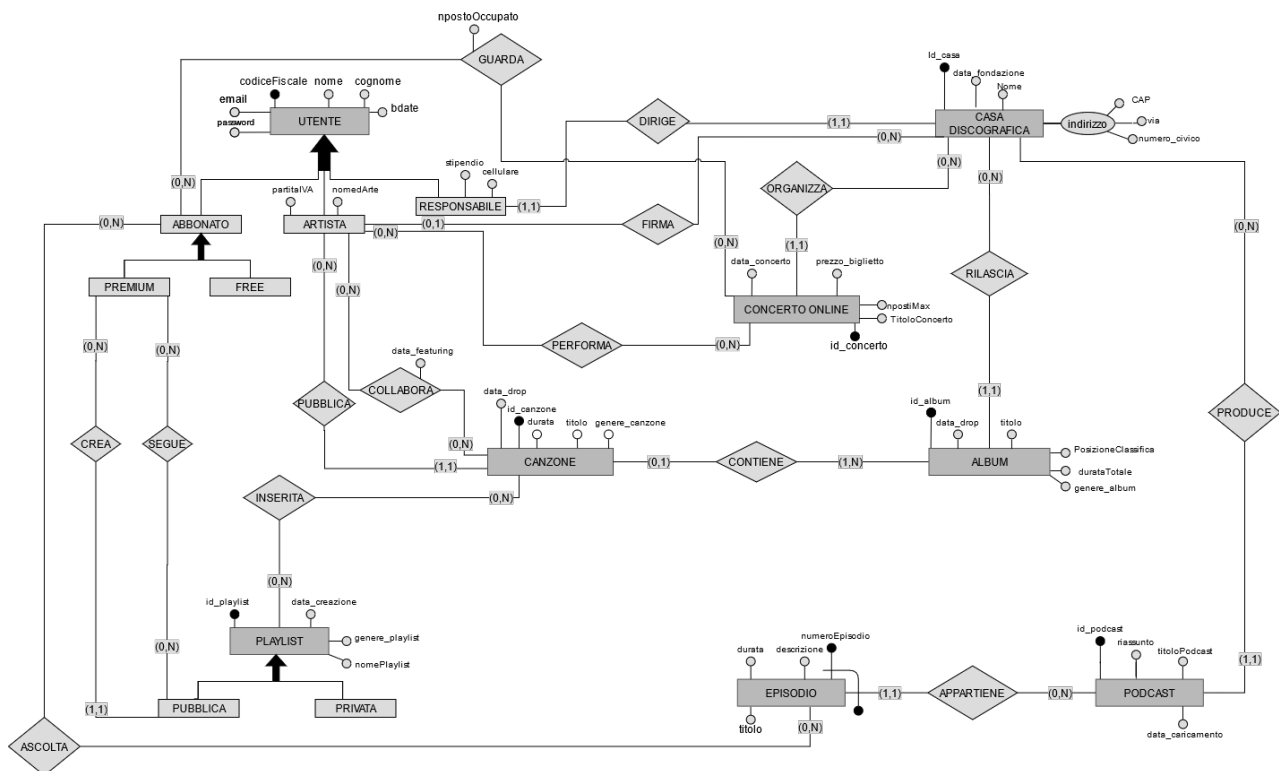 npostoOccupato
GUARDA
(0,N)
codiceFiscale
nome
cognome
email
password
bdate
UTENTE
Id_casa
data_fondazione
Nome
CASA
DISCOGRAFICA
indirizzo
CAP
via
numero_civico
DIRIGE
(1,1)
(0,N)
stipendio
cellulare
RESPONSABILE
(1,1)
partitaIVA
nomedArte
ARTISTA
(0,1)
(0,N)
FIRMA
ORGANIZZA
(0,N)
(0,N)
(0,N)
(0,N)
ABBONATO
(0,N)
PREMIUM
FREE
(0,N)
(0,N)
(1,1)
(0,N)
data_concerto
prezzo_biglietto
CONCERTO ONLINE
npostiMax
TitoloConcerto
id_concerto
RILASCIA
PERFORMA
(0,N)
(0,N)
(0,N)
data_featuring
COLLABORA
PUBBLICA
(0,N)
(1,1)
CREA
SEGUE
data_drop
id_canzone
durata
titolo
genere_canzone
CANZONE
(0,1)
CONTIENE
(1,N)
(1,1)
id_album
data_drop
titolo
ALBUM
PosizioneClassifica
durataTotale
genere_album
PRODUCE
INSERITA
(0,N)
(0,N)
id_playlist
data_creazione
PLAYLIST
genere_playlist
nomePlaylist
(0,N)
(1,1)
PUBBLICA
PRIVATA
ASCOLTA
durata
descrizione
numeroEpisodio
EPISODIO
titolo
(0,N)
(1,1)
APPARTIENE
(0,N)
id_podcast
riassunto
titoloPodcast
PODCAST
data_caricamento
(1,1)